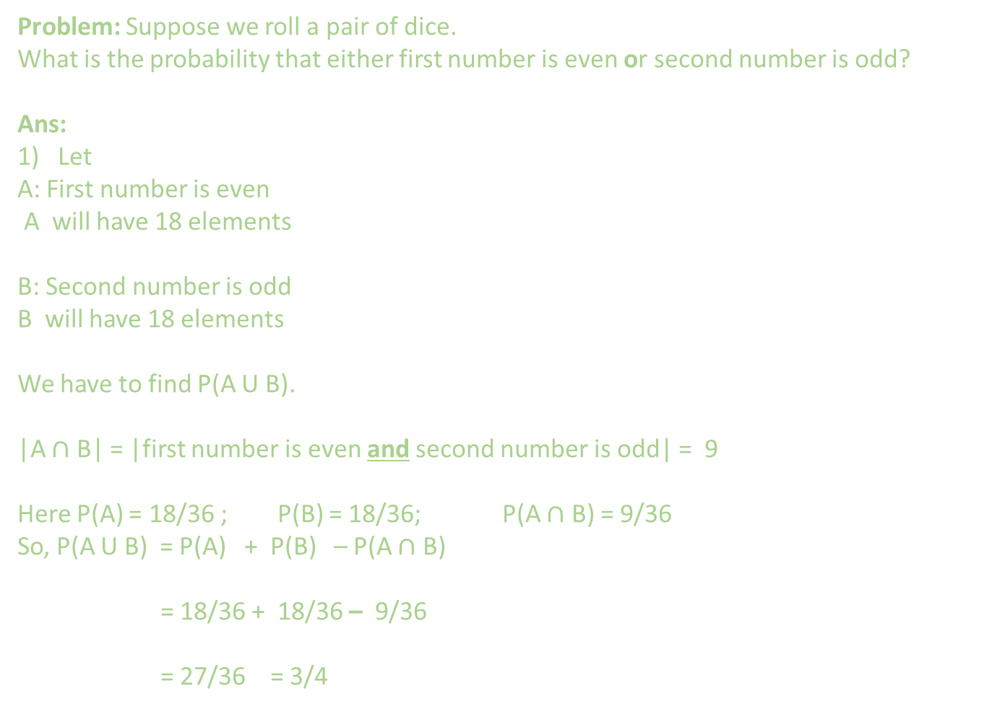 Problem: Suppose we roll a pair of dice.
What is the probability that either first number is even or second number is odd?
Ans:
1) Let
A: First number is even
A will have 18 elements
B: Second number is odd
B will have 18 elements
We have to find P(A U B).
|A ∩ B| = |first number is even and second number is odd| = 9
Here P(A) = 18/36 ; P(B) = 18/36; P(A ∩ B) = 9/36
So, P(A U B) = P(A) + P(B) – P(A ∩ B)
= 18/36 + 18/36 – 9/36
= 27/36 = 3/4